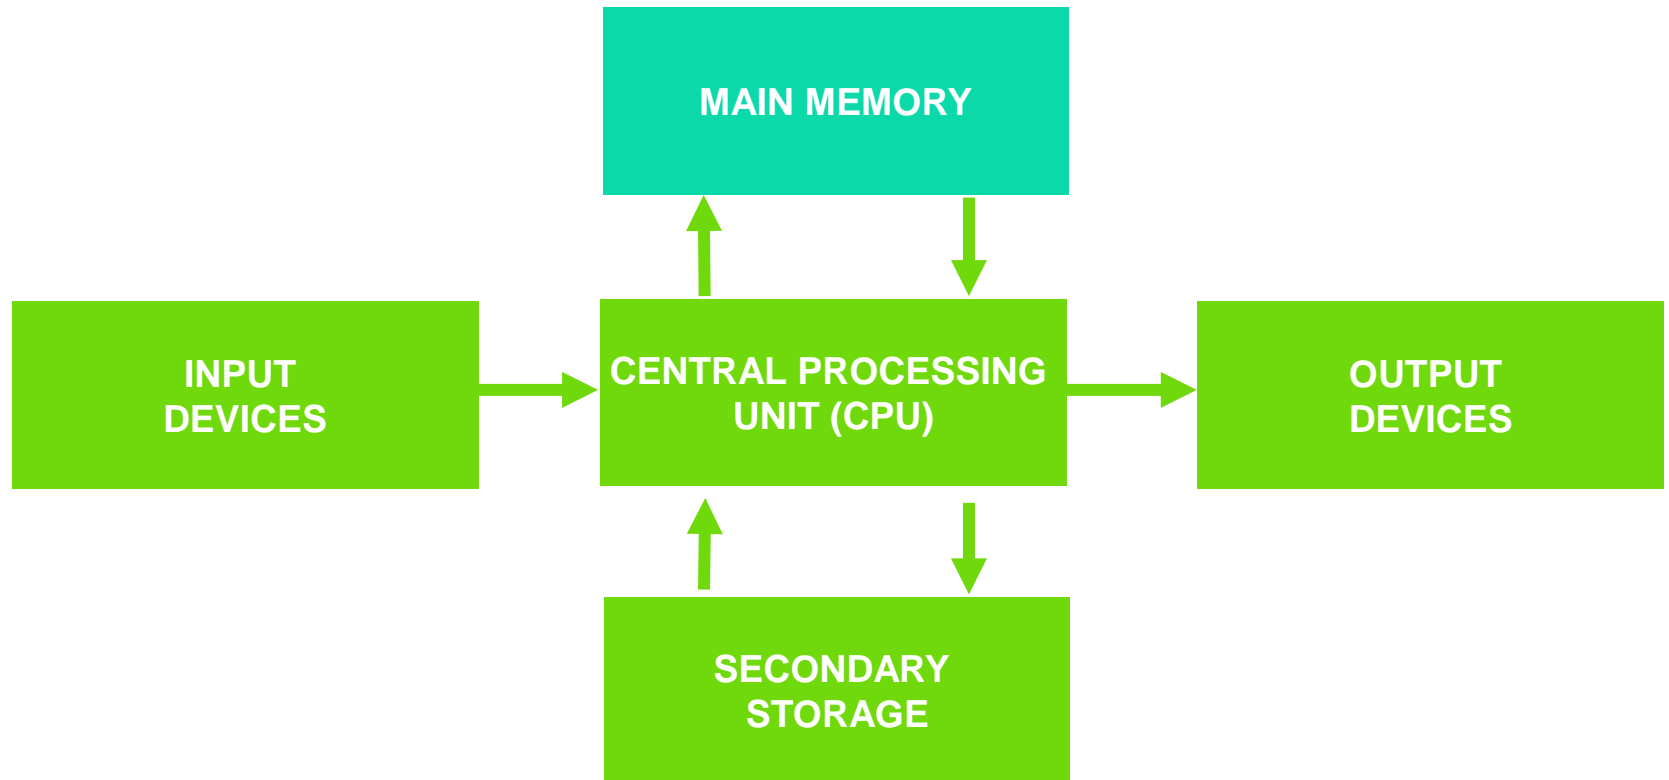 MAIN MEMORY
INPUT
DEVICES
CENTRAL PROCESSING
UNIT (CPU)
OUTPUT
DEVICES
SECONDARY
STORAGE